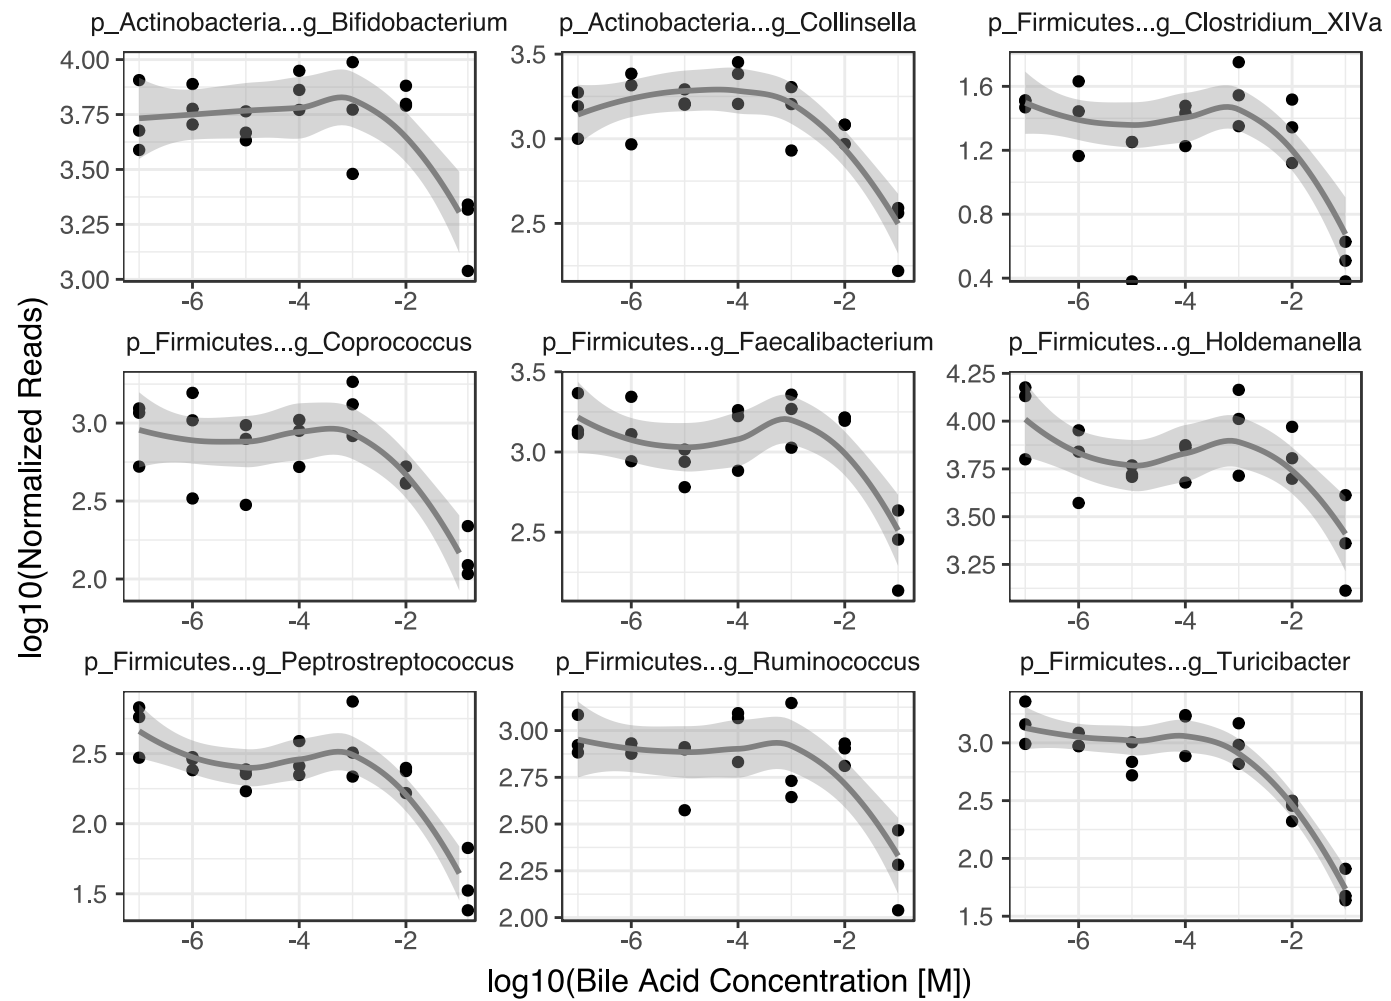 p_Actinobacteria...g_Bifidobacterium
p_Actinobacteria...g_Collinsella
p_Firmicutes...g_Clostridium_XIVa
4.00
3.75
3.50
3.25
3.00
-6 -4 -2
3.5
3.0
2.5
-6 -4 -2
1.6
1.2
0.8
0.4
-6 -4 -2
log10(Normalized Reads)
p_Firmicutes...g_Coprococcus
p_Firmicutes...g_Faecalibacterium
p_Firmicutes...g_Holdemanella
3.0
2.5
2.0
-6 -4 -2
3.5
3.0
2.5
-6 -4 -2
4.25
4.00
3.75
3.50
3.25
-6 -4 -2
p_Firmicutes...g_Peptrostreptococcus
p_Firmicutes...g_Ruminococcus
p_Firmicutes...g_Turicibacter
2.5
2.0
1.5
-6 -4 -2
3.00
2.75
2.50
2.25
2.00
-6 -4 -2
3.0
2.5
2.0
1.5
-6 -4 -2
log10(Bile Acid Concentration [M])